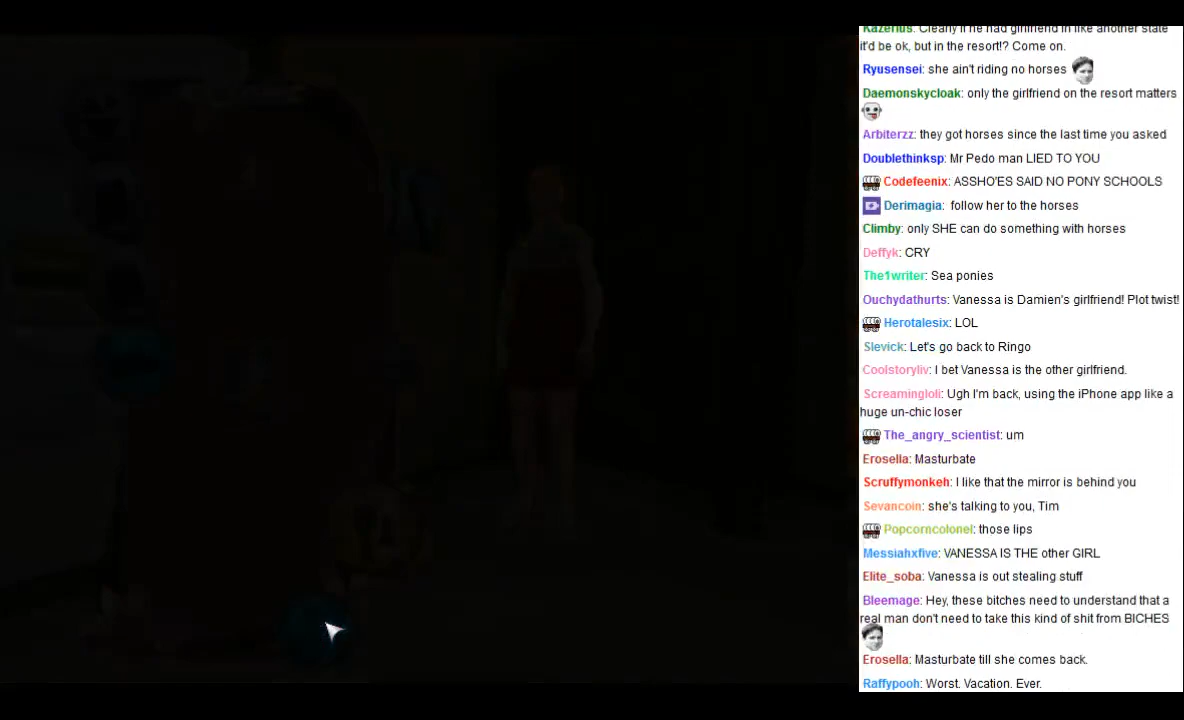 Kazerius: Clearly if he had girlfriend in like another state
it'd be ok, but in the resort!? Come on.
Ryusensei: she ain't riding no horses
Daemonskycloak: only the girlfriend on the resort matters
Arbiterzz: they got horses since the last time you asked
Doublethinksp: Mr Pedo man LIED TO YOU
Codefeenix: ASSHO'ES SAID NO PONY SCHOOLS
Derimagia: follow her to the horses
Climby: only SHE can do something with horses
Deffyk: CRY
The1writer: Sea ponies
Ouchydathurts: Vanessa is Damien's girlfriend! Plot twist!
Herotalesix: LOL
Slevick: Let's go back to Ringo
Coolstoryliv: I bet Vanessa is the other girlfriend.
Screamingloli: Ugh I'm back, using the iPhone app like a
huge un-chic loser
The_angry_scientist: um
Erosella: Masturbate
Scruffymonkeh: I like that the mirror is behind you
Sevancoin: she's talking to you, Tim
Popcorncolonel: those lips
Messiahxfive: VANESSA IS THE other GIRL
Elite_soba: Vanessa is out stealing stuff
Bleemage: Hey, these bitches need to understand that a
real man don't need to take this kind of shit from BICHES
Erosella: Masturbate till she comes back.
Raffypooh: Worst. Vacation. Ever.